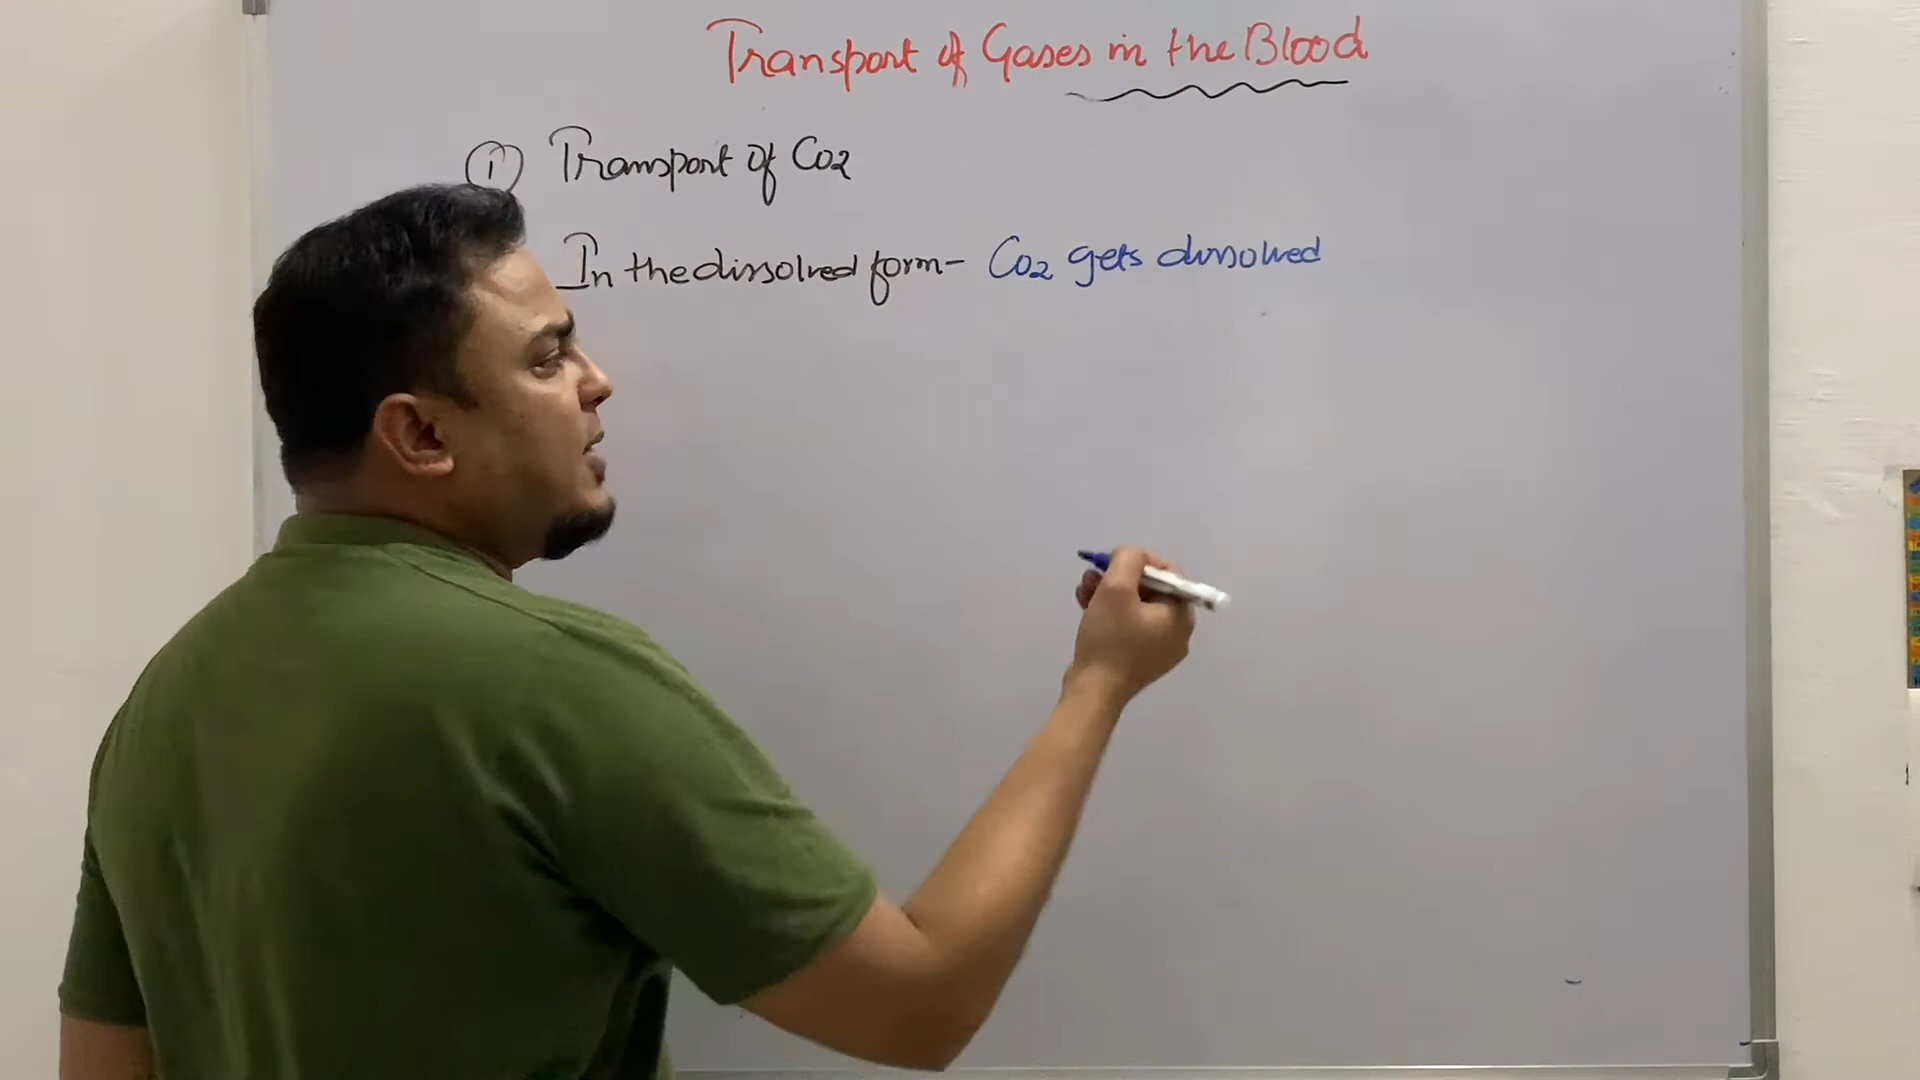 Transport of Gases in the Blood
① Transport of Co2
In the dissolved form - Co2 gets dissolved